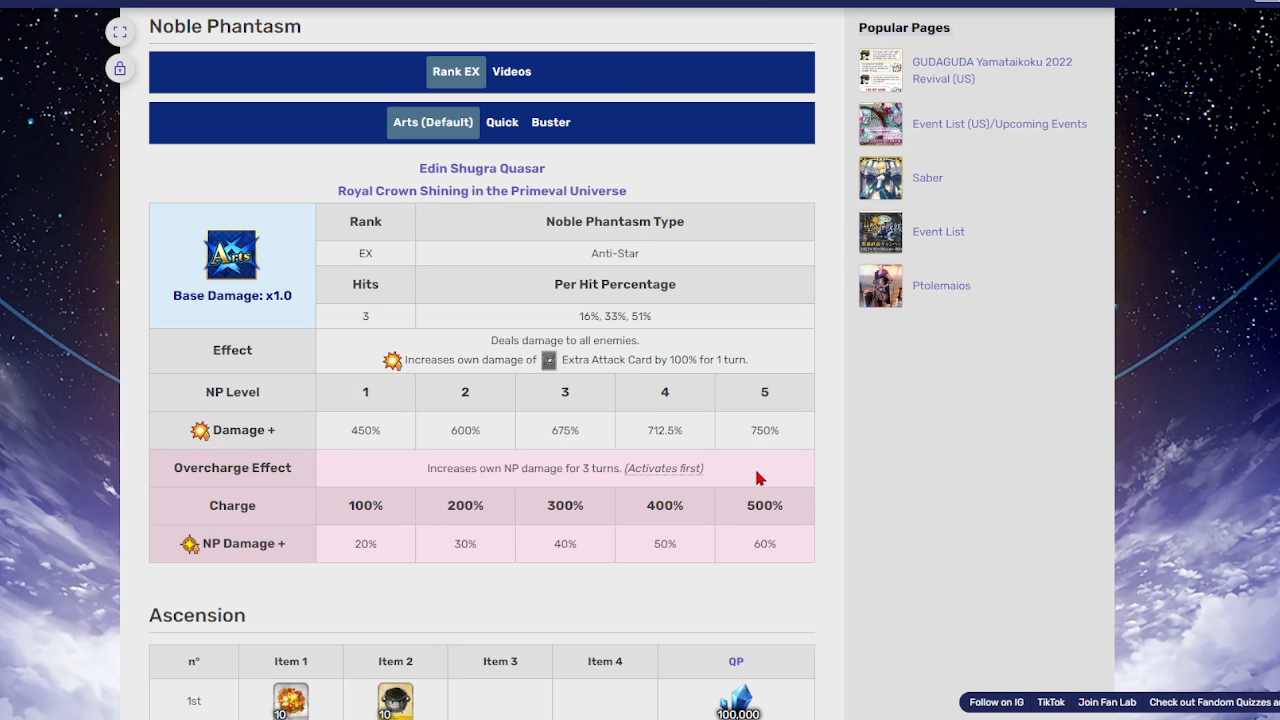 Noble Phantasm
Rank EX Videos
Arts (Default) Quick Buster
Edin Shugra Quasar
Royal Crown Shining in the Primeval Universe
Arts
Base Damage: x1.0
Rank Noble Phantasm Type
EX Anti-Star
Hits Per Hit Percentage
3 16%, 33%, 51%
Effect
Deals damage to all enemies.
Increases own damage of Extra Attack Card by 100% for 1 turn.
NP Level 1 2 3 4 5
Damage + 450% 600% 675% 712.5% 750%
Overcharge Effect Increases own NP damage for 3 turns. (Activates first)
Charge 100% 200% 300% 400% 500%
NP Damage + 20% 30% 40% 50% 60%
Ascension
n° Item 1 Item 2 Item 3 Item 4 QP
1st 10 10 100,000
Popular Pages
GUDAGUDA Yamataikoku 2022
Revival (US)
Event List (US)/Upcoming Events
Saber
Event List
Ptolemaios
Follow on IG TikTok Join Fan Lab Check out Fandom Quizzes a